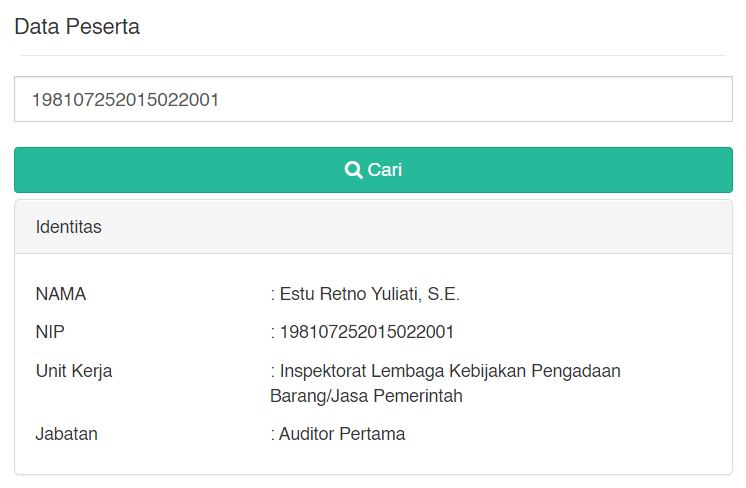 Data Peserta
198107252015022001
Cari
Identitas
NAMA : Estu Retno Yuliati, S.E.
NIP : 198107252015022001
Unit Kerja : Inspektorat Lembaga Kebijakan Pengadaan
Barang/Jasa Pemerintah
Jabatan : Auditor Pertama